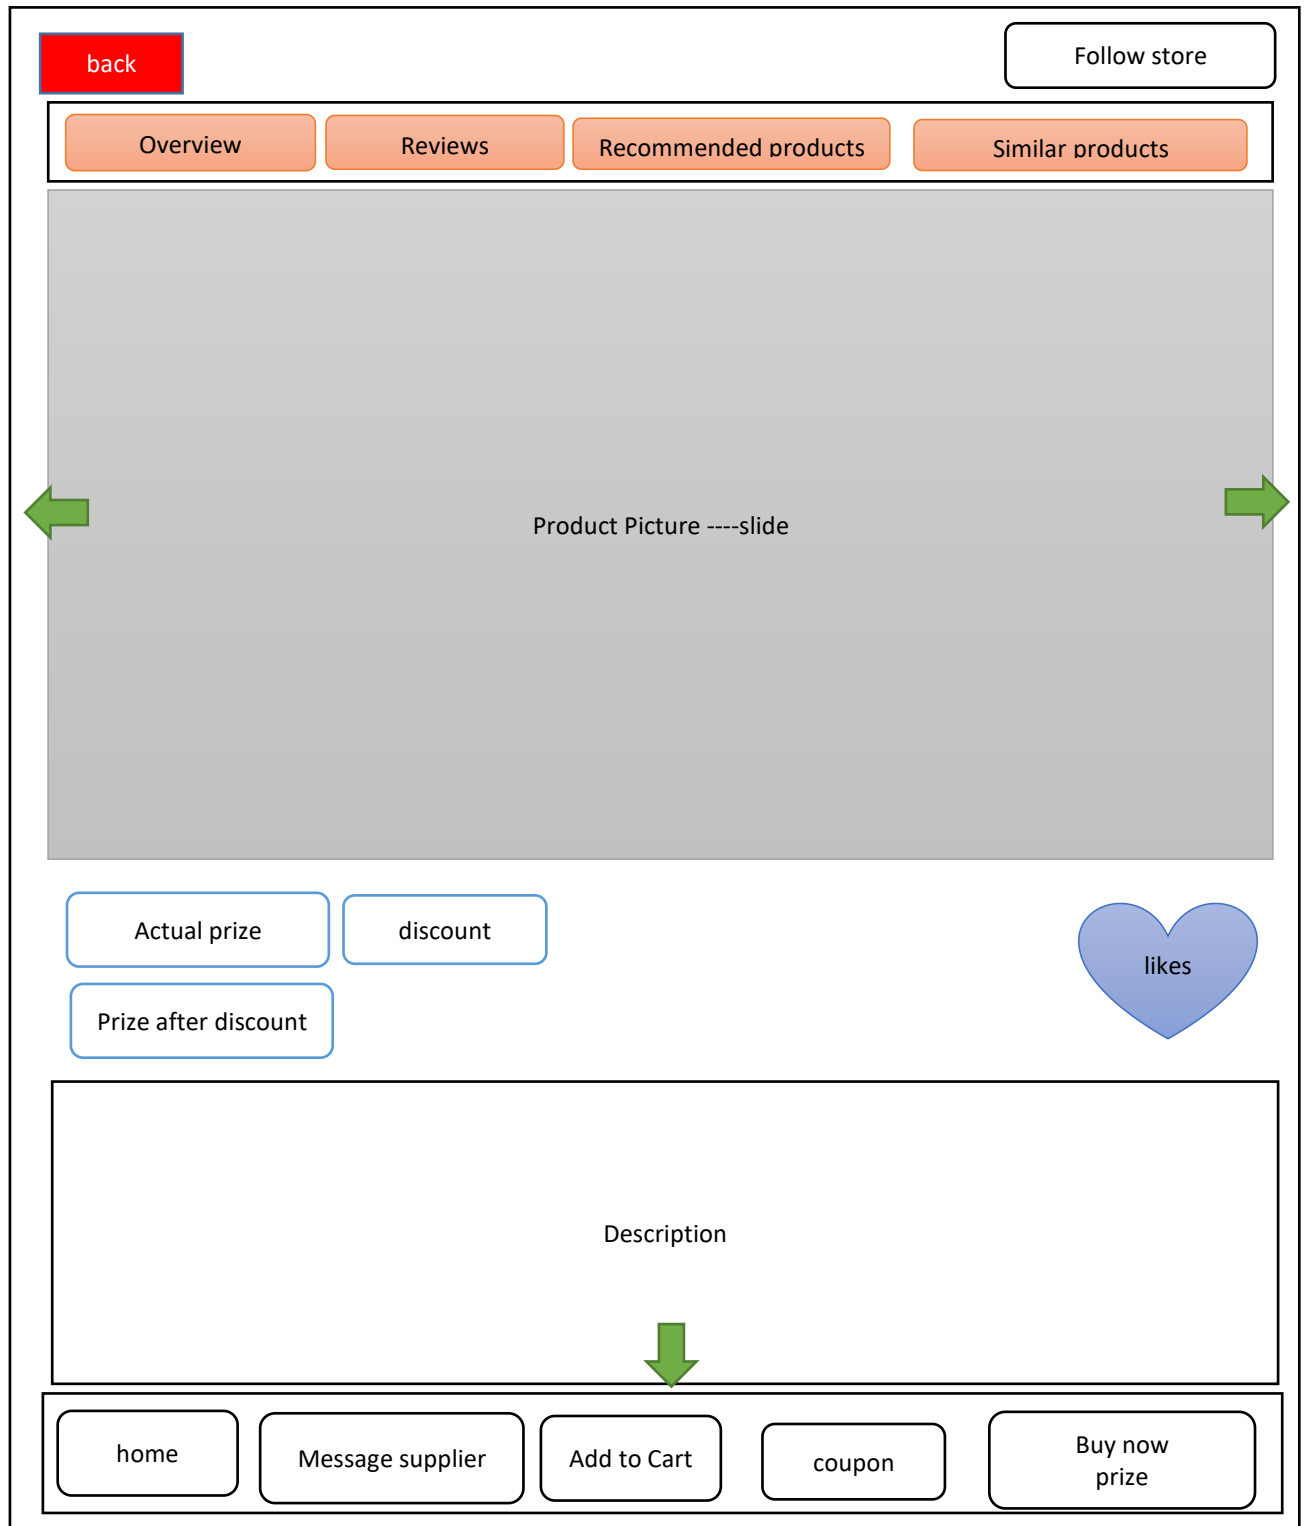 back
Follow store
Overview
Reviews
Recommended products
Similar products
Product Picture ----slide
Actual prize
discount
likes
Prize after discount
Description
home
Message supplier
Add to Cart
coupon
Buy now
prize